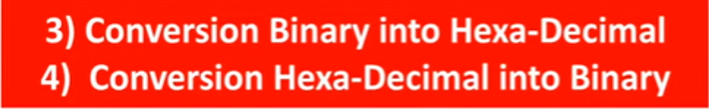 3) Conversion Binary into Hexa-Decimal
4) Conversion Hexa-Decimal into Binary